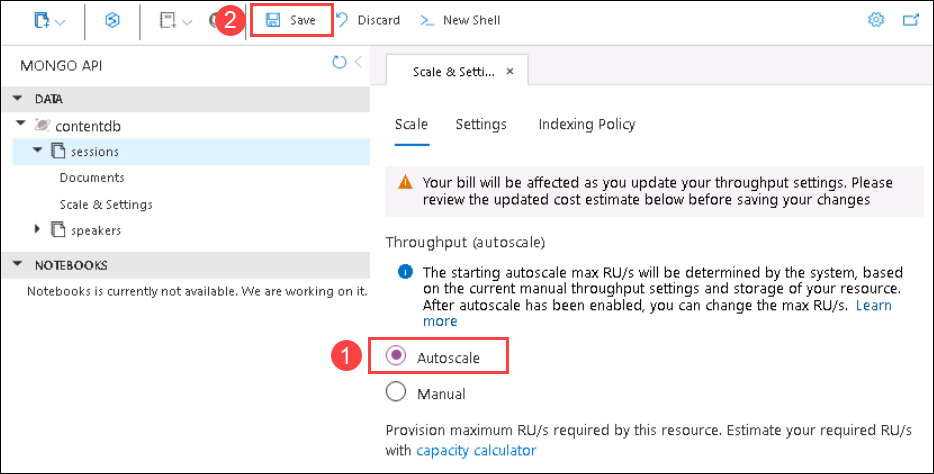 2
Save
Discard
New Shell
MONGO API
DATA
contentdb
sessions
Documents
Scale & Settings
speakers
NOTEBOOKS
Notebooks is currently not available. We are working on it.
Scale & Setti...
Scale
Settings
Indexing Policy
Your bill will be affected as you update your throughput settings. Please
review the updated cost estimate below before saving your changes
Throughput (autoscale)
The starting autoscale max RU/s will be determined by the system, based
on the current manual throughput settings and storage of your resource.
After autoscale has been enabled, you can change the max RU/s. Learn
more
1
Autoscale
Manual
Provision maximum RU/s required by this resource. Estimate your required RU/s
with capacity calculator